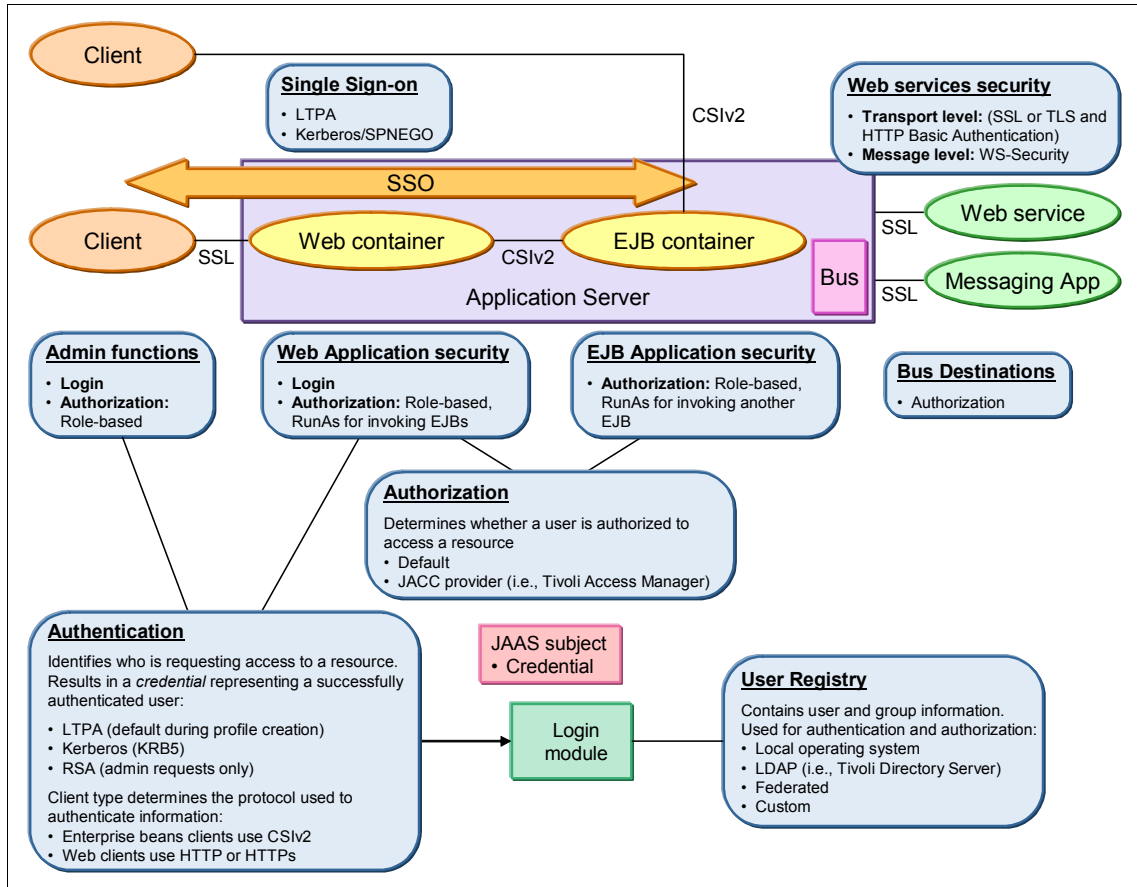 Client
Single Sign-on
• LTPA
• Kerberos/SPNEGO
CSIv2
Web services security
• Transport level: (SSL or TLS and
HTTP Basic Authentication)
• Message level: WS-Security
SSO
Client
SSL
Web container
CSIv2
EJB container
Bus
Application Server
SSL
Web service
SSL
Messaging App
Admin functions
• Login
• Authorization:
Role-based
Web Application security
• Login
• Authorization: Role-based,
RunAs for invoking EJBs
EJB Application security
• Authorization: Role-based,
RunAs for invoking another
EJB
Bus Destinations
• Authorization
Authorization
Determines whether a user is authorized to
access a resource
• Default
• JACC provider (i.e., Tivoli Access Manager)
Authentication
Identifies who is requesting access to a resource.
Results in a credential representing a successfully
authenticated user:
• LTPA (default during profile creation)
• Kerberos (KRB5)
• RSA (admin requests only)
Client type determines the protocol used to
authenticate information:
• Enterprise beans clients use CSIv2
• Web clients use HTTP or HTTPs
JAAS subject
• Credential
Login
module
User Registry
Contains user and group information.
Used for authentication and authorization:
• Local operating system
• LDAP (i.e., Tivoli Directory Server)
• Federated
• Custom